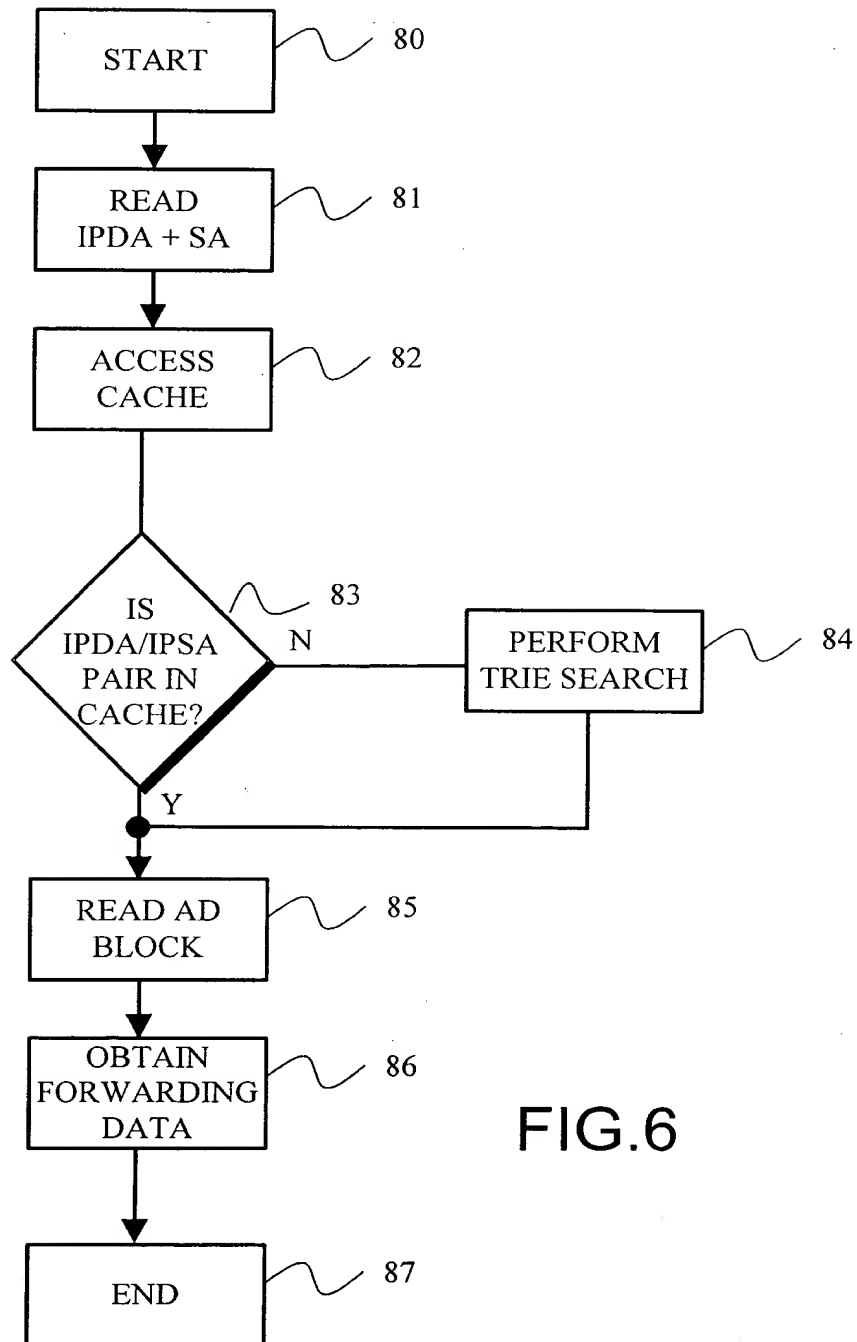 START
80
READ
IPDA + SA
81
ACCESS
CACHE
82
IS
IPDA/IPSA
PAIR IN
CACHE?
83
N
PERFORM
TRIE SEARCH
84
Y
READ AD
BLOCK
85
OBTAIN
FORWARDING
DATA
86
FIG.6
END
87